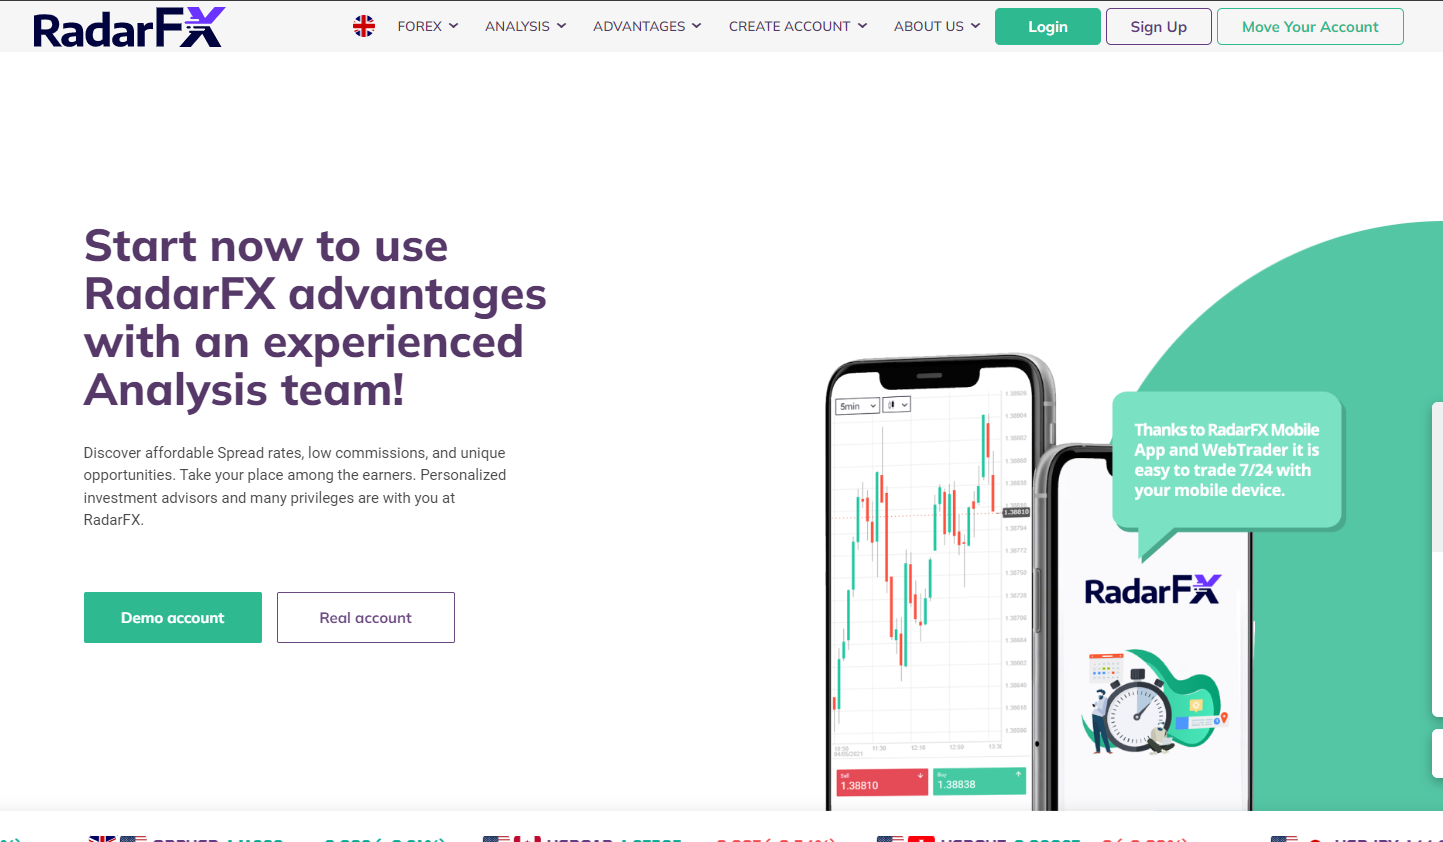 RadarFX
FOREX ANALYSIS ADVANTAGES CREATE ACCOUNT ABOUT US Login Sign Up Move Your Account
Start now to use
RadarFX advantages
with an experienced
Analysis team!
Discover affordable Spread rates, low commissions, and unique
opportunities. Take your place among the earners. Personalized
investment advisors and many privileges are with you at
RadarFX.
Demo account Real account
5min
1.38810
Sell
1.38810
Buy
1.38838
Thanks to RadarFX Mobile
App and WebTrader it is
easy to trade 7/24 with
your mobile device.
RadarFX